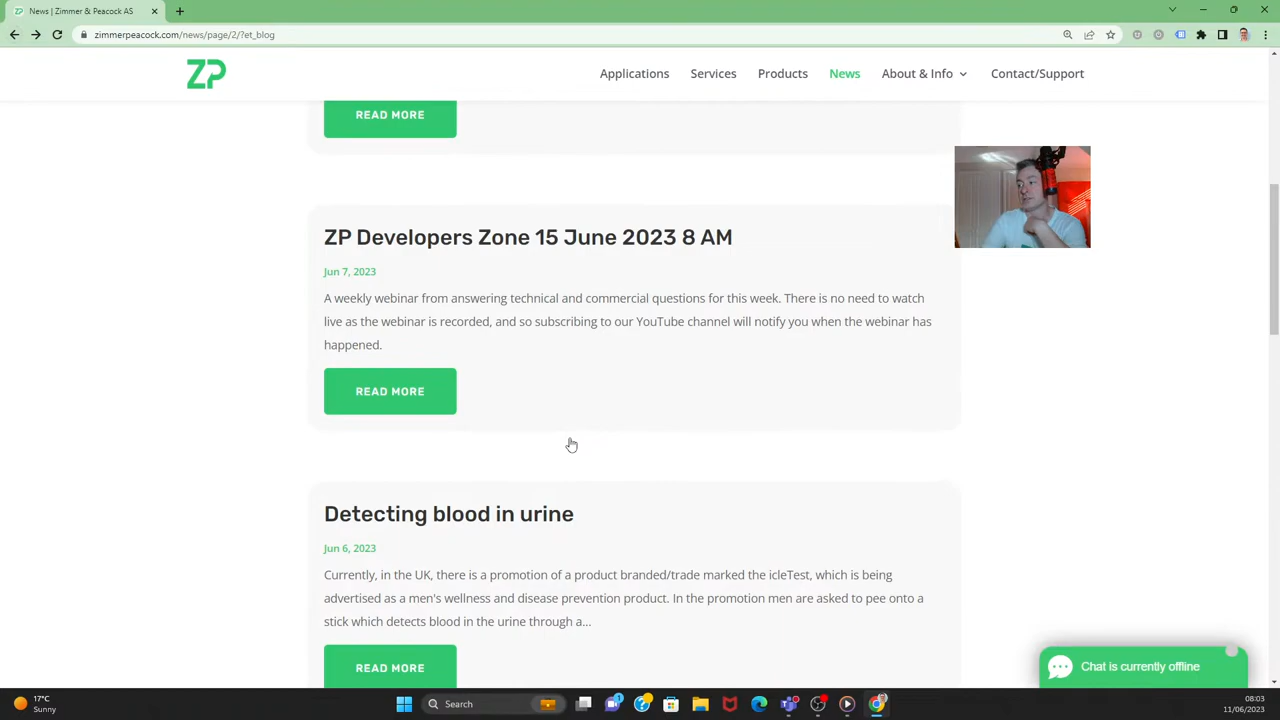 News | Zimmer & Peacock AS
zimmerpeacock.com/news/page/2/?et_blog
ZP
Applications
Services
Products
News
About & Info
Contact/Support
READ MORE
ZP Developers Zone 15 June 2023 8 AM
Jun 7, 2023
A weekly webinar from answering technical and commercial questions for this week. There is no need to watch
live as the webinar is recorded, and so subscribing to our YouTube channel will notify you when the webinar has
happened.
READ MORE
Detecting blood in urine
Jun 6, 2023
Currently, in the UK, there is a promotion of a product branded/trade marked the icleTest, which is being
advertised as a men's wellness and disease prevention product. In the promotion men are asked to pee onto a
stick which detects blood in the urine through a...
READ MORE
Chat is currently offline
17°C
Sunny
Search
08:03
11/06/2023